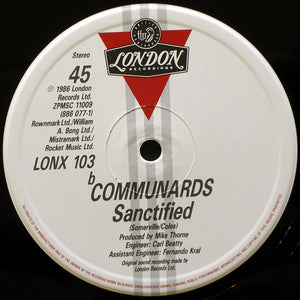 LONDON
RECORDINGS
Stereo
45
℗ 1986 London
Records Ltd.
ZPMSC 11009
(886 077-1)
Rownmark Ltd./William
A. Bong Ltd./
Mistramark Ltd./
Rocket Music Ltd.
LONX 103
b
COMMUNARDS
Sanctified
(Somerville/Coles)
Produced by Mike Thorne
Engineer: Carl Beatty
Assistant Engineer: Fernando Kral
Original sound recording made by
London Records Ltd.